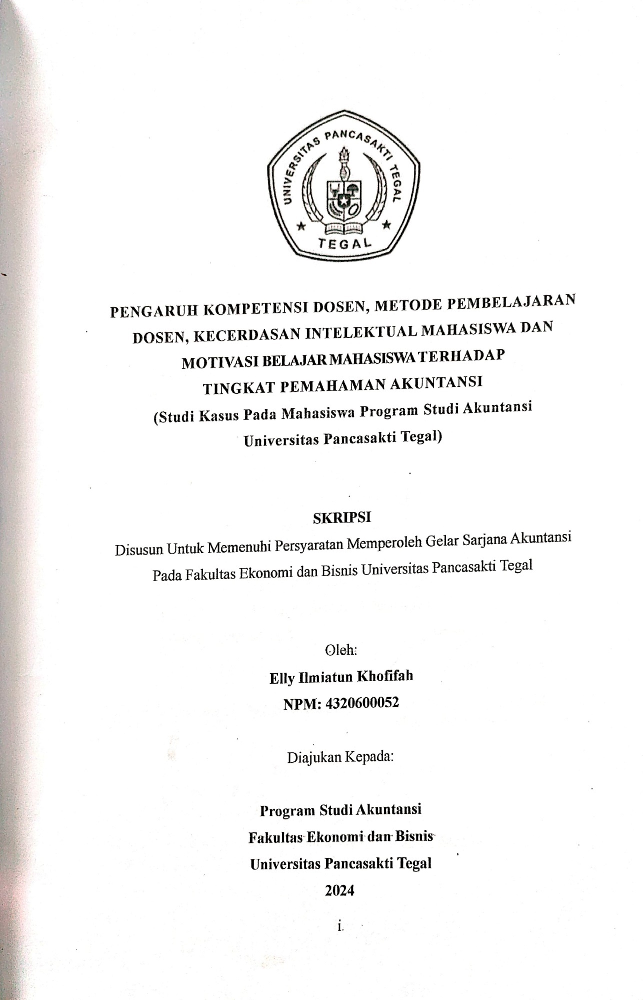 UNIVERSITAS PANCASAKTI TEGAL
TEGAL
PENGARUH KOMPETENSI DOSEN, METODE PEMBELAJARAN
DOSEN, KECERDASAN INTELEKTUAL MAHASISWA DAN
MOTIVASI BELAJAR MAHASISWA TERHADAP
TINGKAT PEMAHAMAN AKUNTANSI
(Studi Kasus Pada Mahasiswa Program Studi Akuntansi
Universitas Pancasakti Tegal)
SKRIPSI
Disusun Untuk Memenuhi Persyaratan Memperoleh Gelar Sarjana Akuntansi
Pada Fakultas Ekonomi dan Bisnis Universitas Pancasakti Tegal
Oleh:
Elly Ilmiatun Khofifah
NPM: 4320600052
Diajukan Kepada:
Program Studi Akuntansi
Fakultas Ekonomi dan Bisnis
Universitas Pancasakti Tegal
2024
i